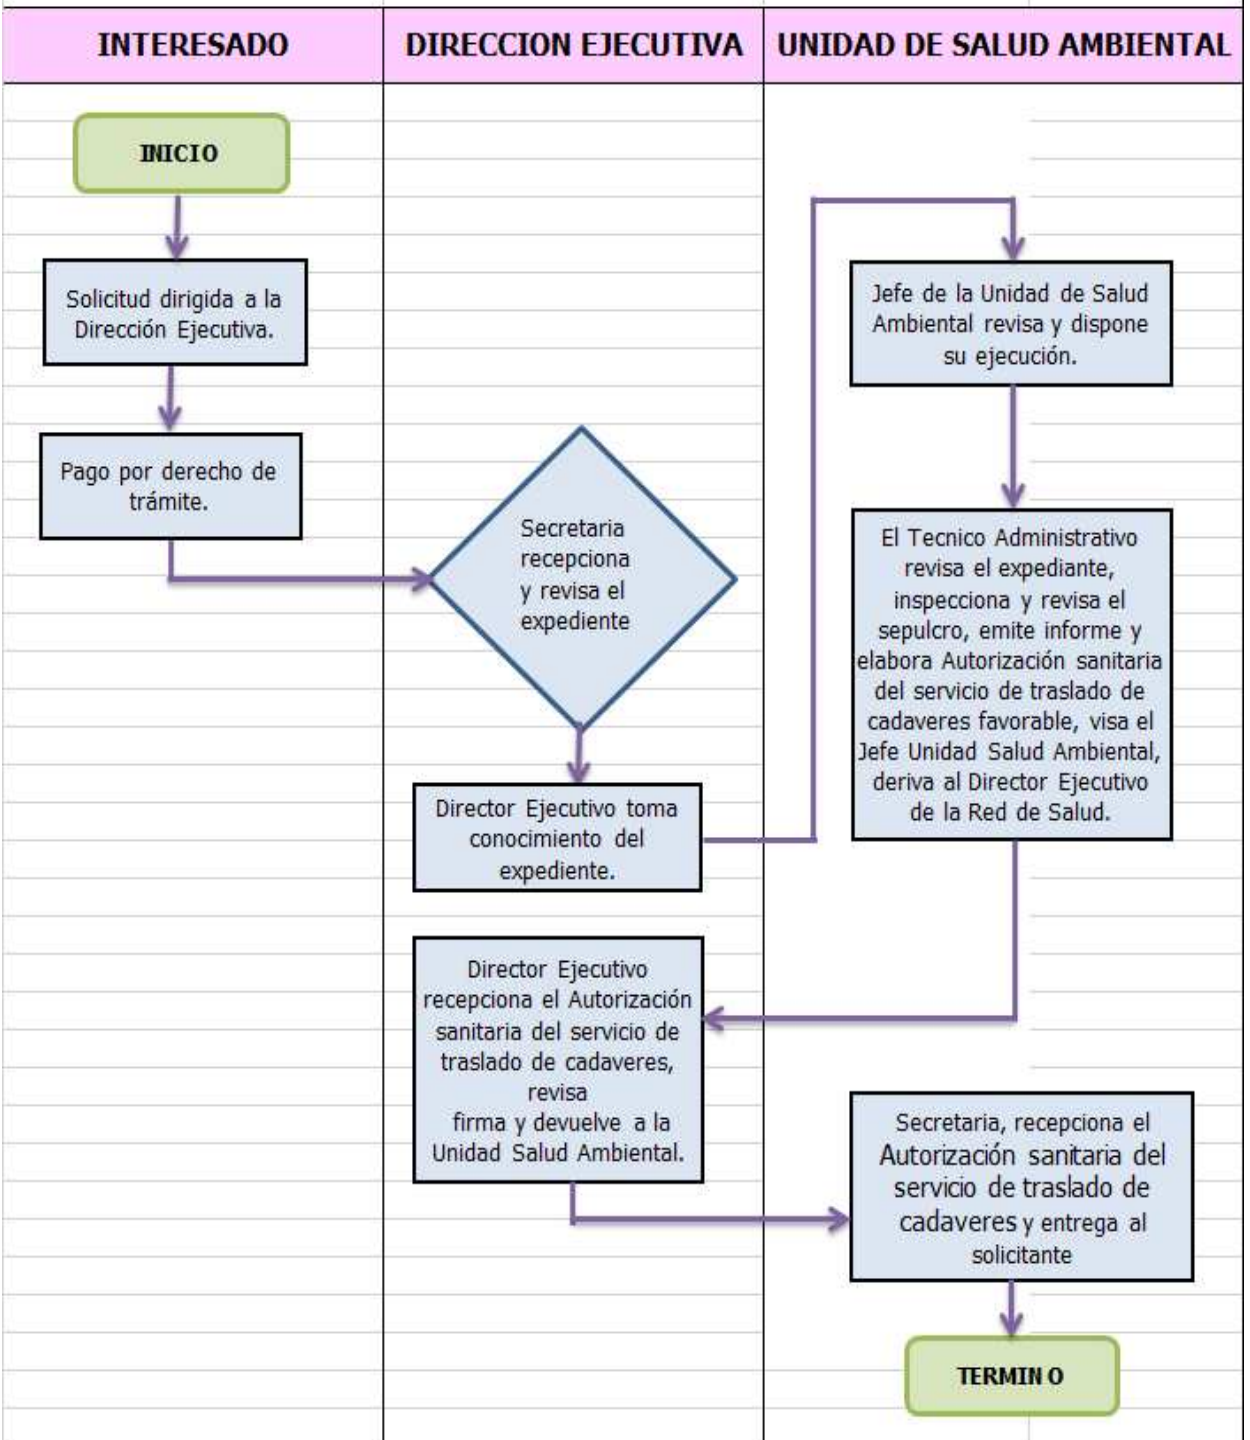 INTERESADO
DIRECCION EJECUTIVA
UNIDAD DE SALUD AMBIENTAL
INICIO
Solicitud dirigida a la
Dirección Ejecutiva.
Pago por derecho de
trámite.
Secretaria
recepciona
y revisa el
expediente
Director Ejecutivo toma
conocimiento del
expediente.
Jefe de la Unidad de Salud
Ambiental revisa y dispone
su ejecución.
El Tecnico Administrativo
revisa el expediante,
inspecciona y revisa el
sepulcro, emite informe y
elabora Autorización sanitaria
del servicio de traslado de
cadaveres favorable, visa el
Jefe Unidad Salud Ambiental,
deriva al Director Ejecutivo
de la Red de Salud.
Director Ejecutivo
recepciona el Autorización
sanitaria del servicio de
traslado de cadaveres,
revisa
firma y devuelve a la
Unidad Salud Ambiental.
Secretaria, recepciona el
Autorización sanitaria del
servicio de traslado de
cadaveres y entrega al
solicitante
TERMINO